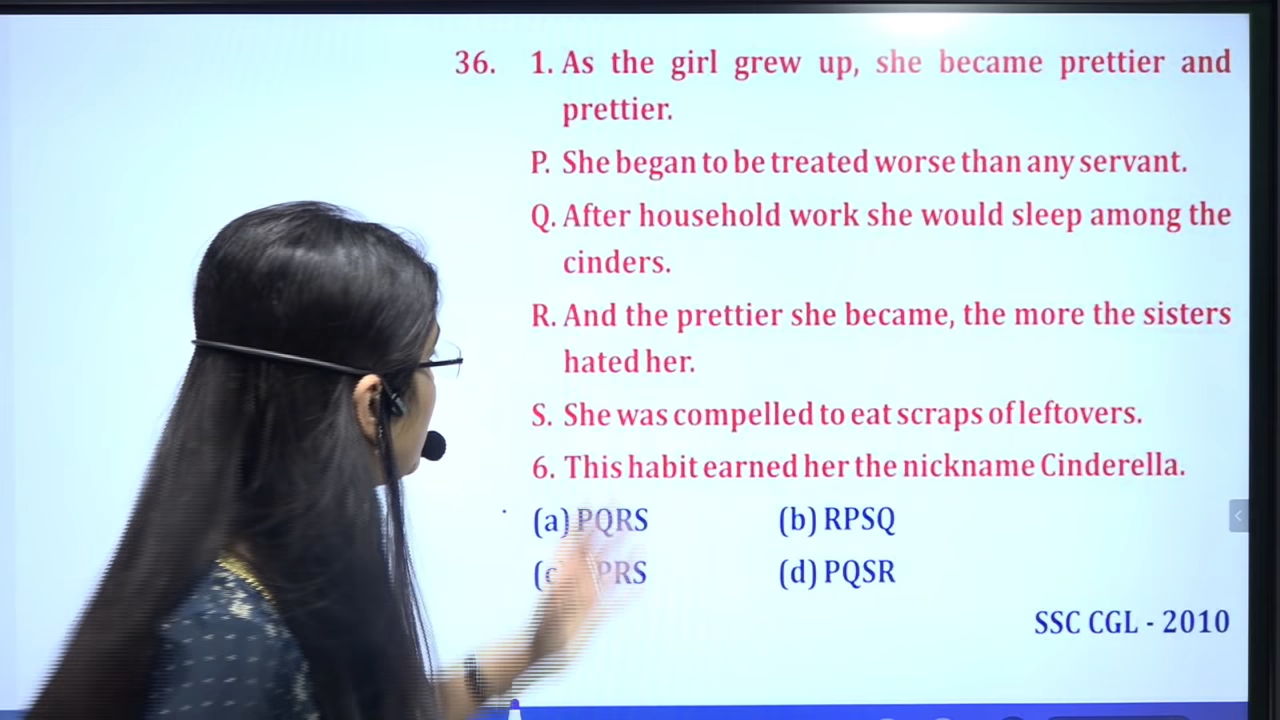 36. 1. As the girl grew up, she became prettier and
prettier.
P. She began to be treated worse than any servant.
Q. After household work she would sleep among the
cinders.
R. And the prettier she became, the more the sisters
hated her.
S. She was compelled to eat scraps of leftovers.
6. This habit earned her the nickname Cinderella.
(a) PQRS (b) RPSQ
(c PRS (d) PQSR
SSC CGL - 2010